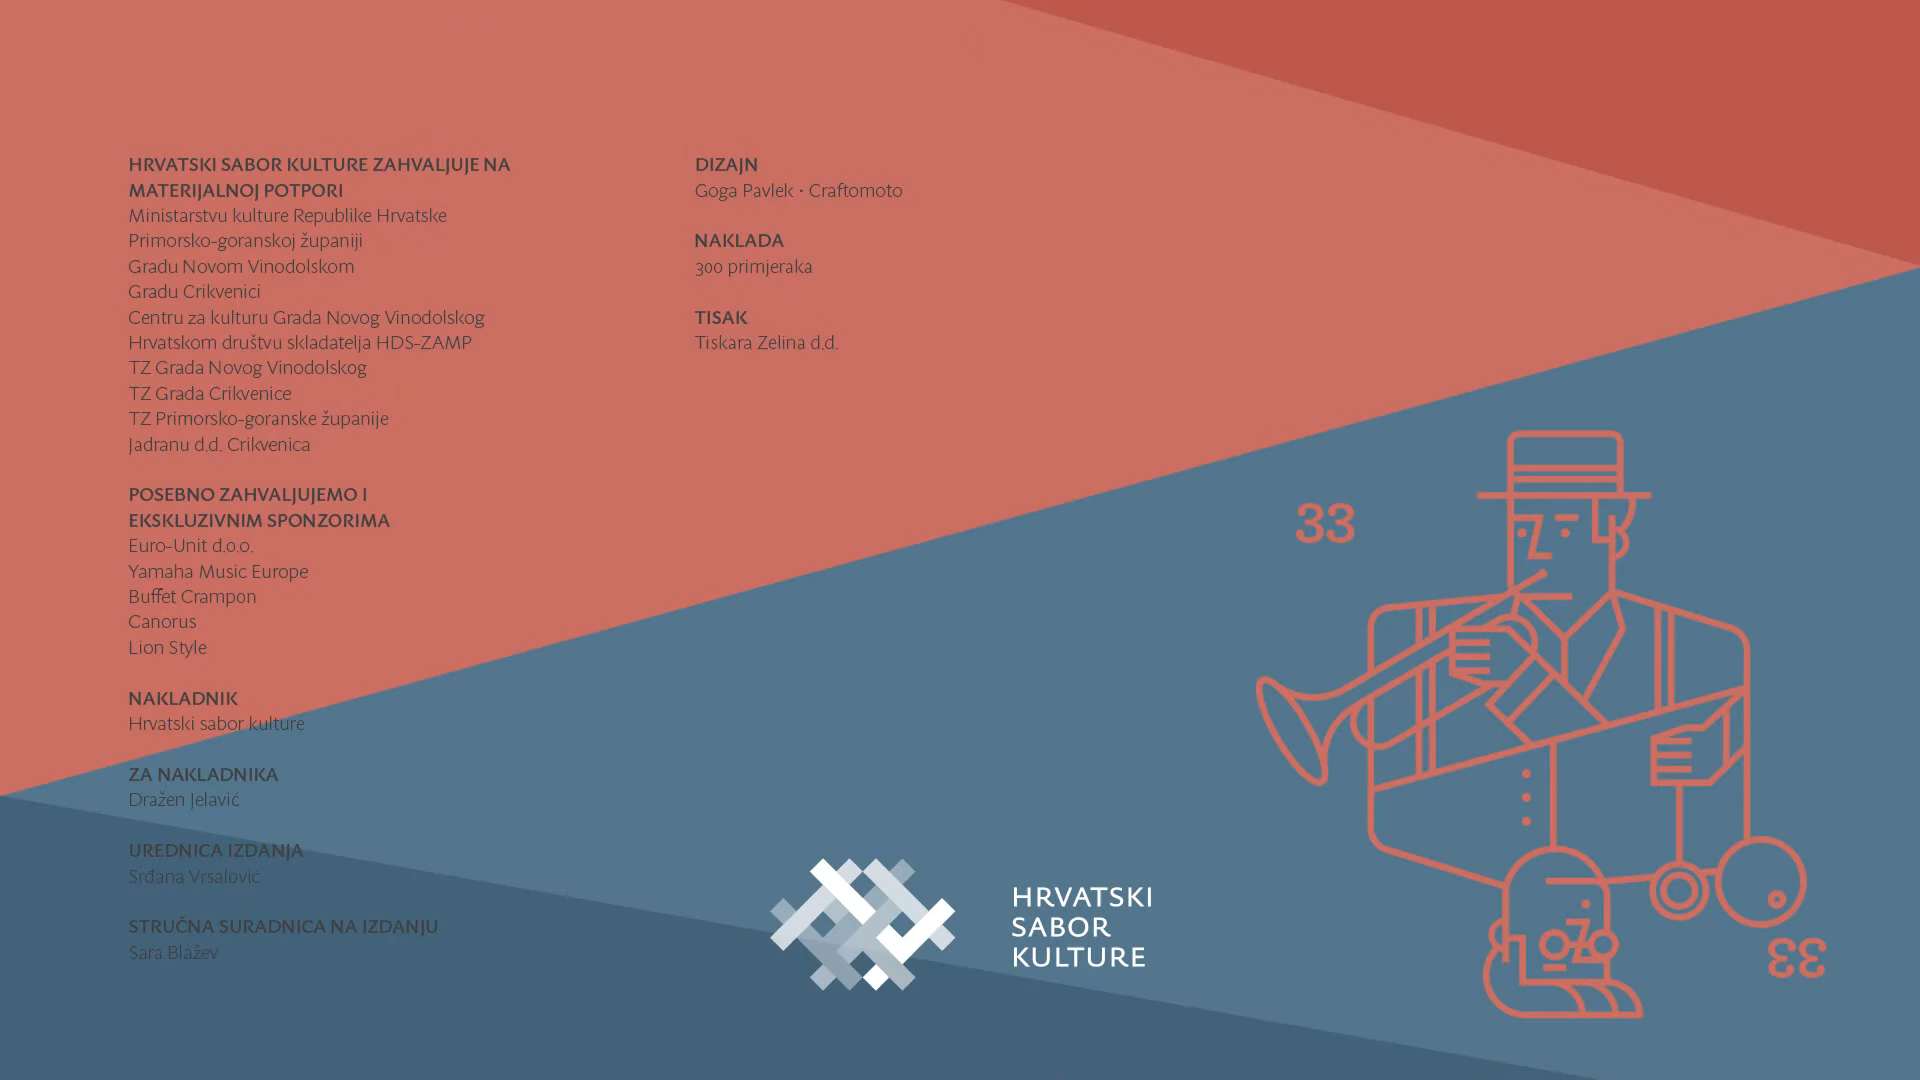 HRVATSKI SABOR KULTURE ZAHVALJUJE NA
MATERIJALNOJ POTPORI
Ministarstvu kulture Republike Hrvatske
Primorsko-goranskoj županiji
Gradu Novom Vinodolskom
Gradu Crikvenici
Centru za kulturu Grada Novog Vinodolskog
Hrvatskom društvu skladatelja HDS-ZAMP
TZ Grada Novog Vinodolskog
TZ Grada Crikvenice
TZ Primorsko-goranske županije
Jadranu d.d. Crikvenica
POSEBNO ZAHVALJUJEMO I
EKSKLUZIVNIM SPONZORIMA
Euro-Unit d.o.o.
Yamaha Music Europe
Buffet Crampon
Canorus
Lion Style
NAKLADNIK
Hrvatski sabor kulture
ZA NAKLADNIKA
Dražen Jelavić
UREDNICA IZDANJA
Srđana Vrsalović
STRUČNA SURADNICA NA IZDANJU
Sara Blažev
DIZAJN
Goga Pavlek • Craftomoto
NAKLADA
300 primjeraka
TISAK
Tiskara Zelina d.d.
HRVATSKI
SABOR
KULTURE
33
33